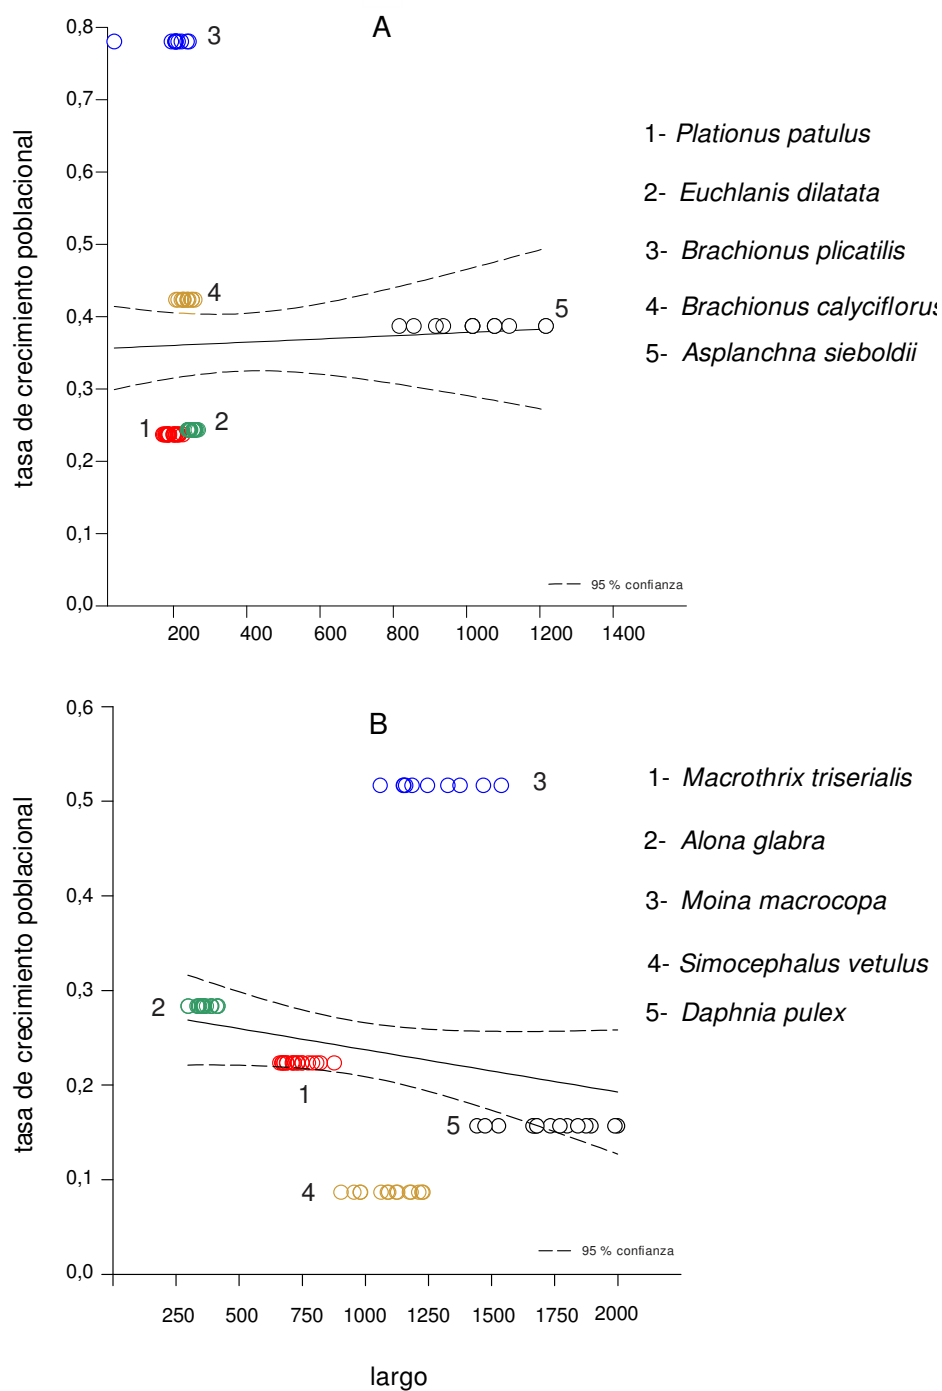 A
0,8
0,7
0,6
0,5
0,4
0,3
0,2
0,1
0,0
tasa de crecimiento poblacional
3
4
5
1
2
95 % confianza
200 400 600 800 1000 1200 1400
1- Plationus patulus
2- Euchlanis dilatata
3- Brachionus plicatilis
4- Brachionus calyciflorus
5- Asplanchna sieboldii
B
0,6
0,5
0,4
0,3
0,2
0,1
0,0
tasa de crecimiento poblacional
3
2
1
5
4
95 % confianza
250 500 750 1000 1250 1500 1750 2000
largo
1- Macrothrix triserialis
2- Alona glabra
3- Moina macrocopa
4- Simocephalus vetulus
5- Daphnia pulex